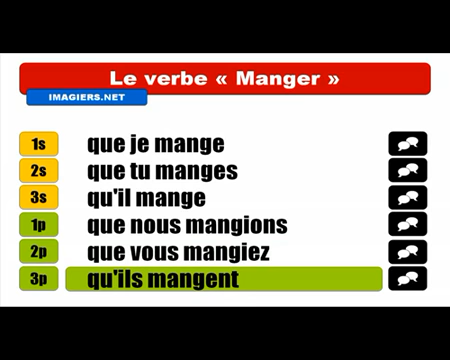 Le verbe « Manger »
IMAGIERS.NET
1s que je mange
2s que tu manges
3s qu'il mange
1p que nous mangions
2p que vous mangiez
3p qu'ils mangent